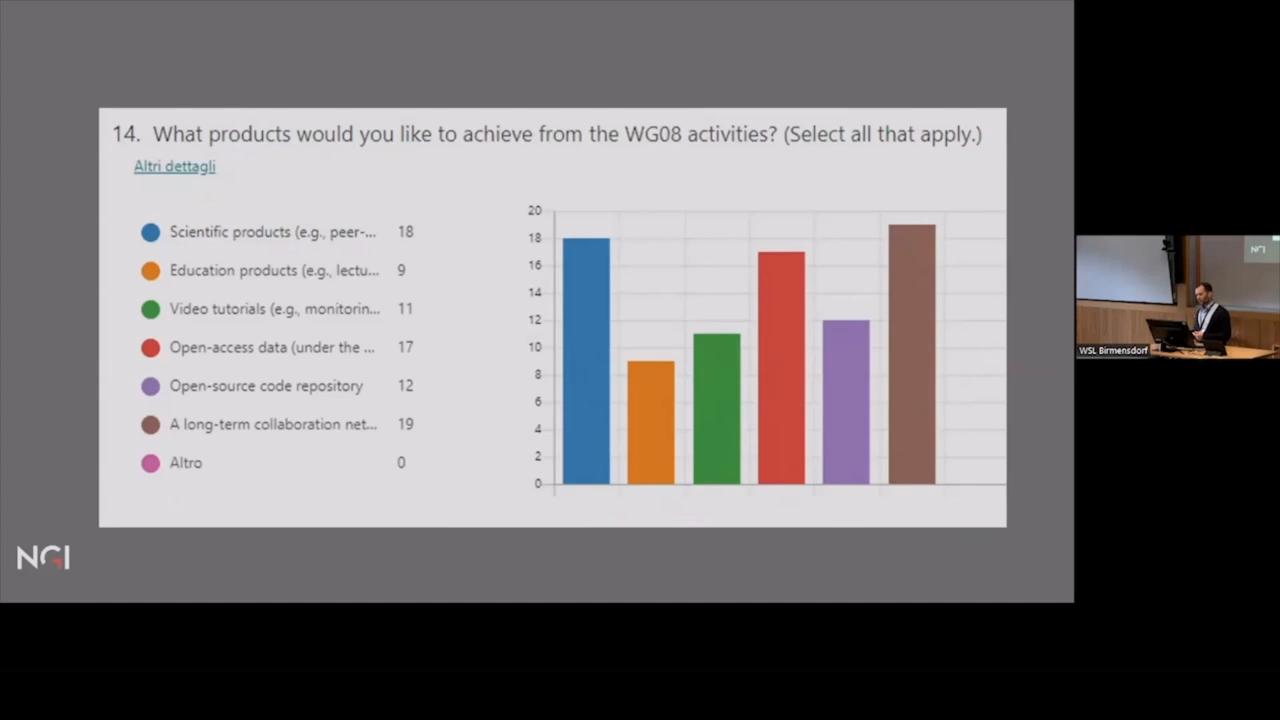 14. What products would you like to achieve from the WG08 activities? (Select all that apply.)
Altri dettagli
Scientific products (e.g., peer-... 18
Education products (e.g., lectu... 9
Video tutorials (e.g., monitorin... 11
Open-access data (under the ... 17
Open-source code repository 12
A long-term collaboration net... 19
Altro 0
20
18
16
14
12
10
8
6
4
2
0
NGI
NGI
WSL Birmensdorf